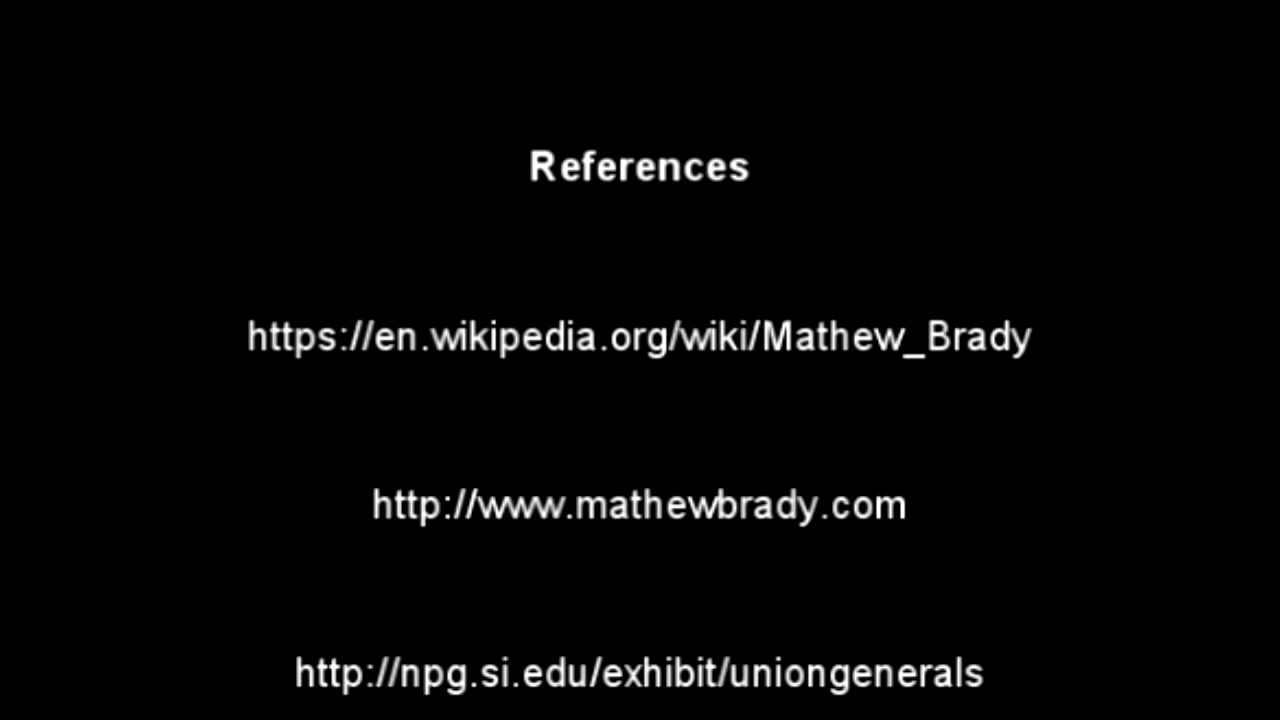 References
https://en.wikipedia.org/wiki/Mathew_Brady
http://www.mathewbrady.com
http://npg.si.edu/exhibit/uniongenerals